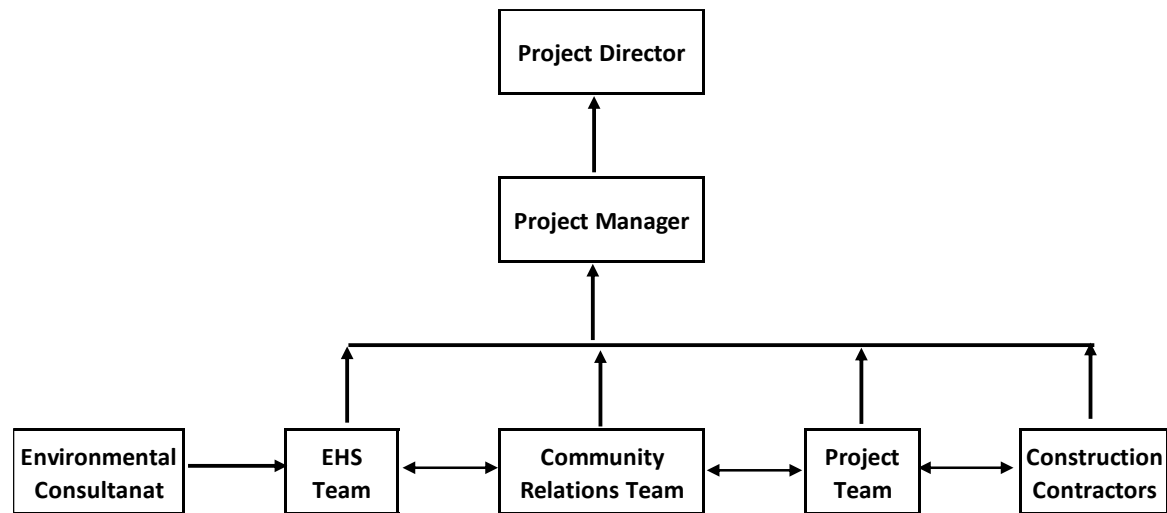 Project Director
Project Manager
Environmental
Consultanat
EHS
Team
Community
Relations Team
Project
Team
Construction
Contractors